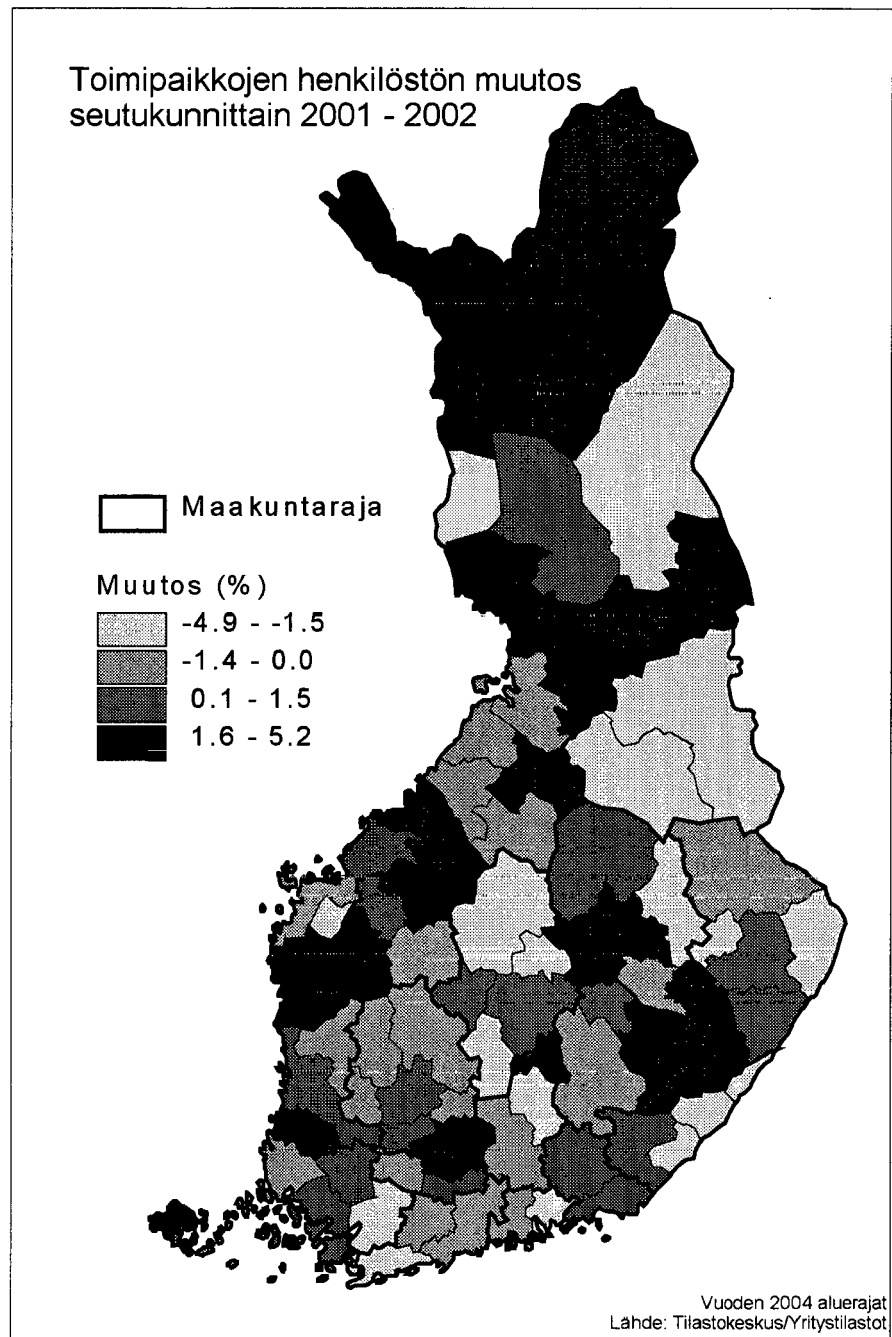 Toimipaikkojen henkilöstön muutos
seutukunnittain 2001 - 2002
Maakuntaraja
Muutos (%)
-4.9 - -1.5
-1.4 - 0.0
0.1 - 1.5
1.6 - 5.2
Vuoden 2004 aluerajat
Lähde: Tilastokeskus/Yritystilastot